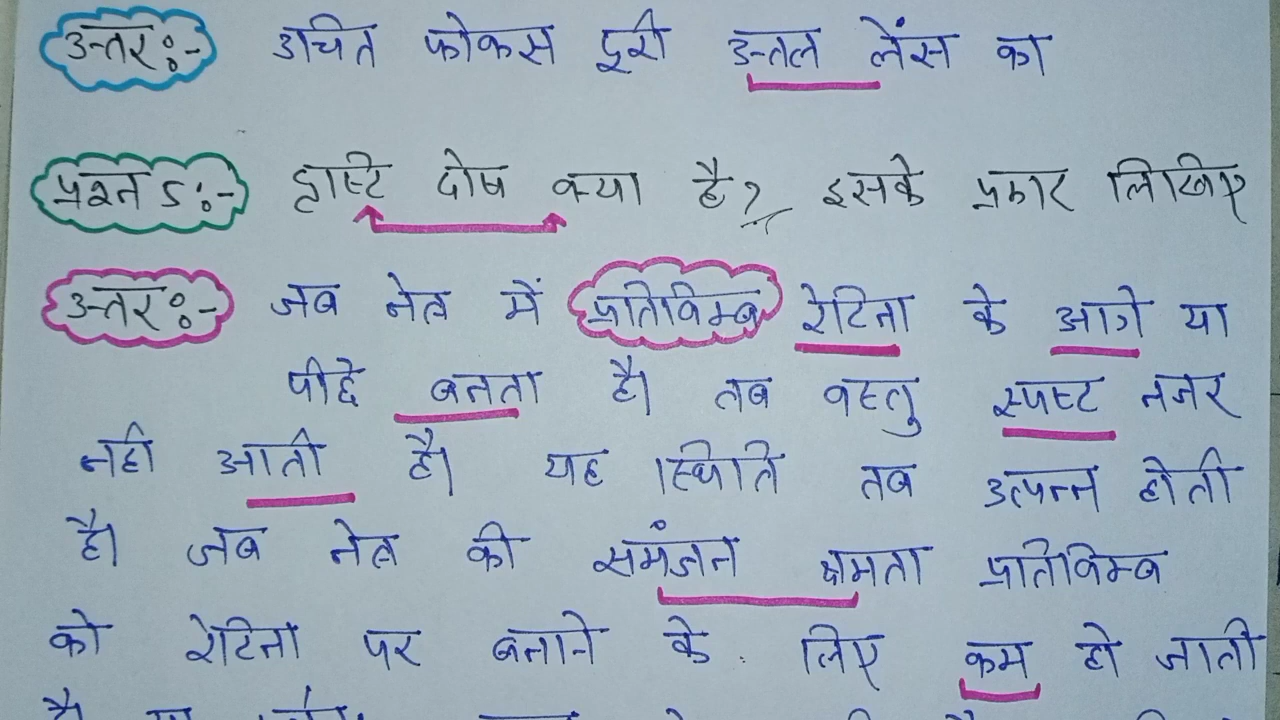 उत्तर:- उचित फोकस दूरी उत्तल लेंस का
प्रश्न 5:- दृष्टि दोष क्या है? इसके प्रकार लिखिए
उत्तर:- जब नेत्र में प्रतिविम्ब रेटिना के आगे या
पीछे बनता है। तब वस्तु स्पष्ट नजर
नही आती है। यह स्थिति तब उत्पन्न होती
है। जब नेत्र की समंजन क्षमता प्रतिविम्ब
को रेटिना पर बनाने के लिए कम हो जाती